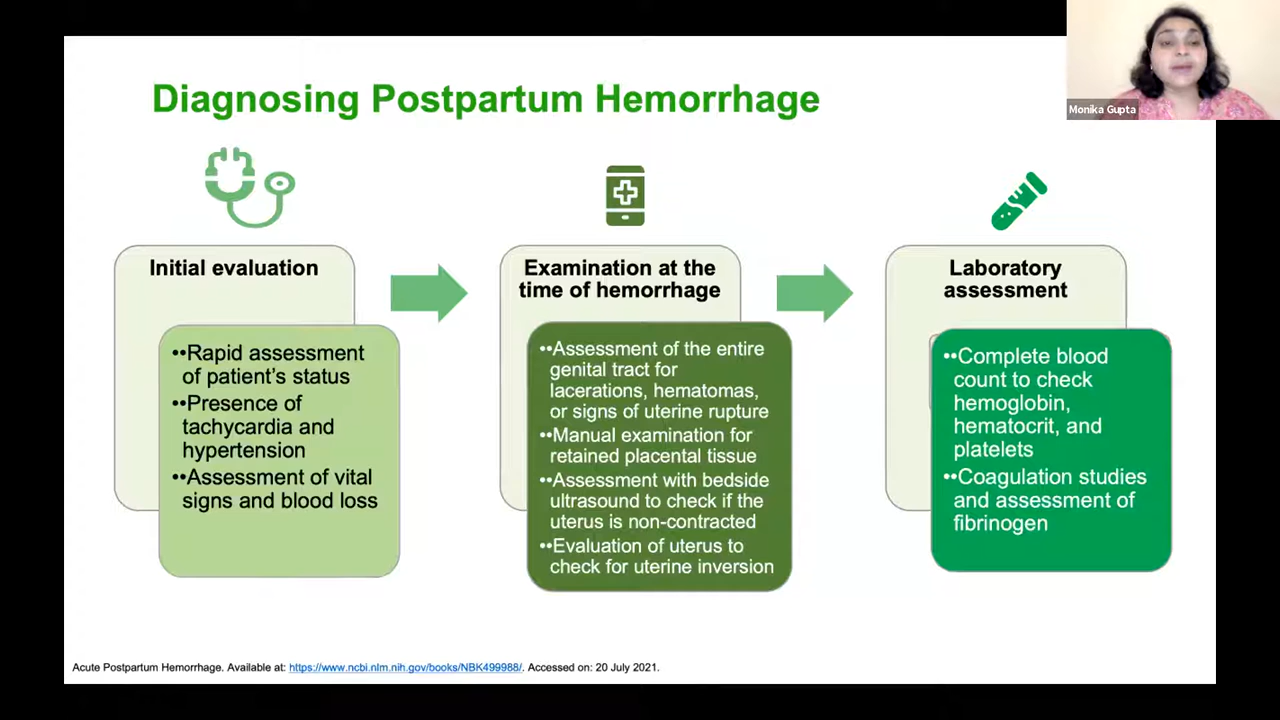 Monika Gupta
Diagnosing Postpartum Hemorrhage
Initial evaluation
••Rapid assessment
of patient's status
••Presence of
tachycardia and
hypertension
••Assessment of vital
signs and blood loss
Examination at the
time of hemorrhage
••Assessment of the entire
genital tract for
lacerations, hematomas,
or signs of uterine rupture
••Manual examination for
retained placental tissue
••Assessment with bedside
ultrasound to check if the
uterus is non-contracted
••Evaluation of uterus to
check for uterine inversion
Laboratory
assessment
••Complete blood
count to check
hemoglobin,
hematocrit, and
platelets
••Coagulation studies
and assessment of
fibrinogen
Acute Postpartum Hemorrhage. Available at: https://www.ncbi.nlm.nih.gov/books/NBK499988/. Accessed on: 20 July 2021.